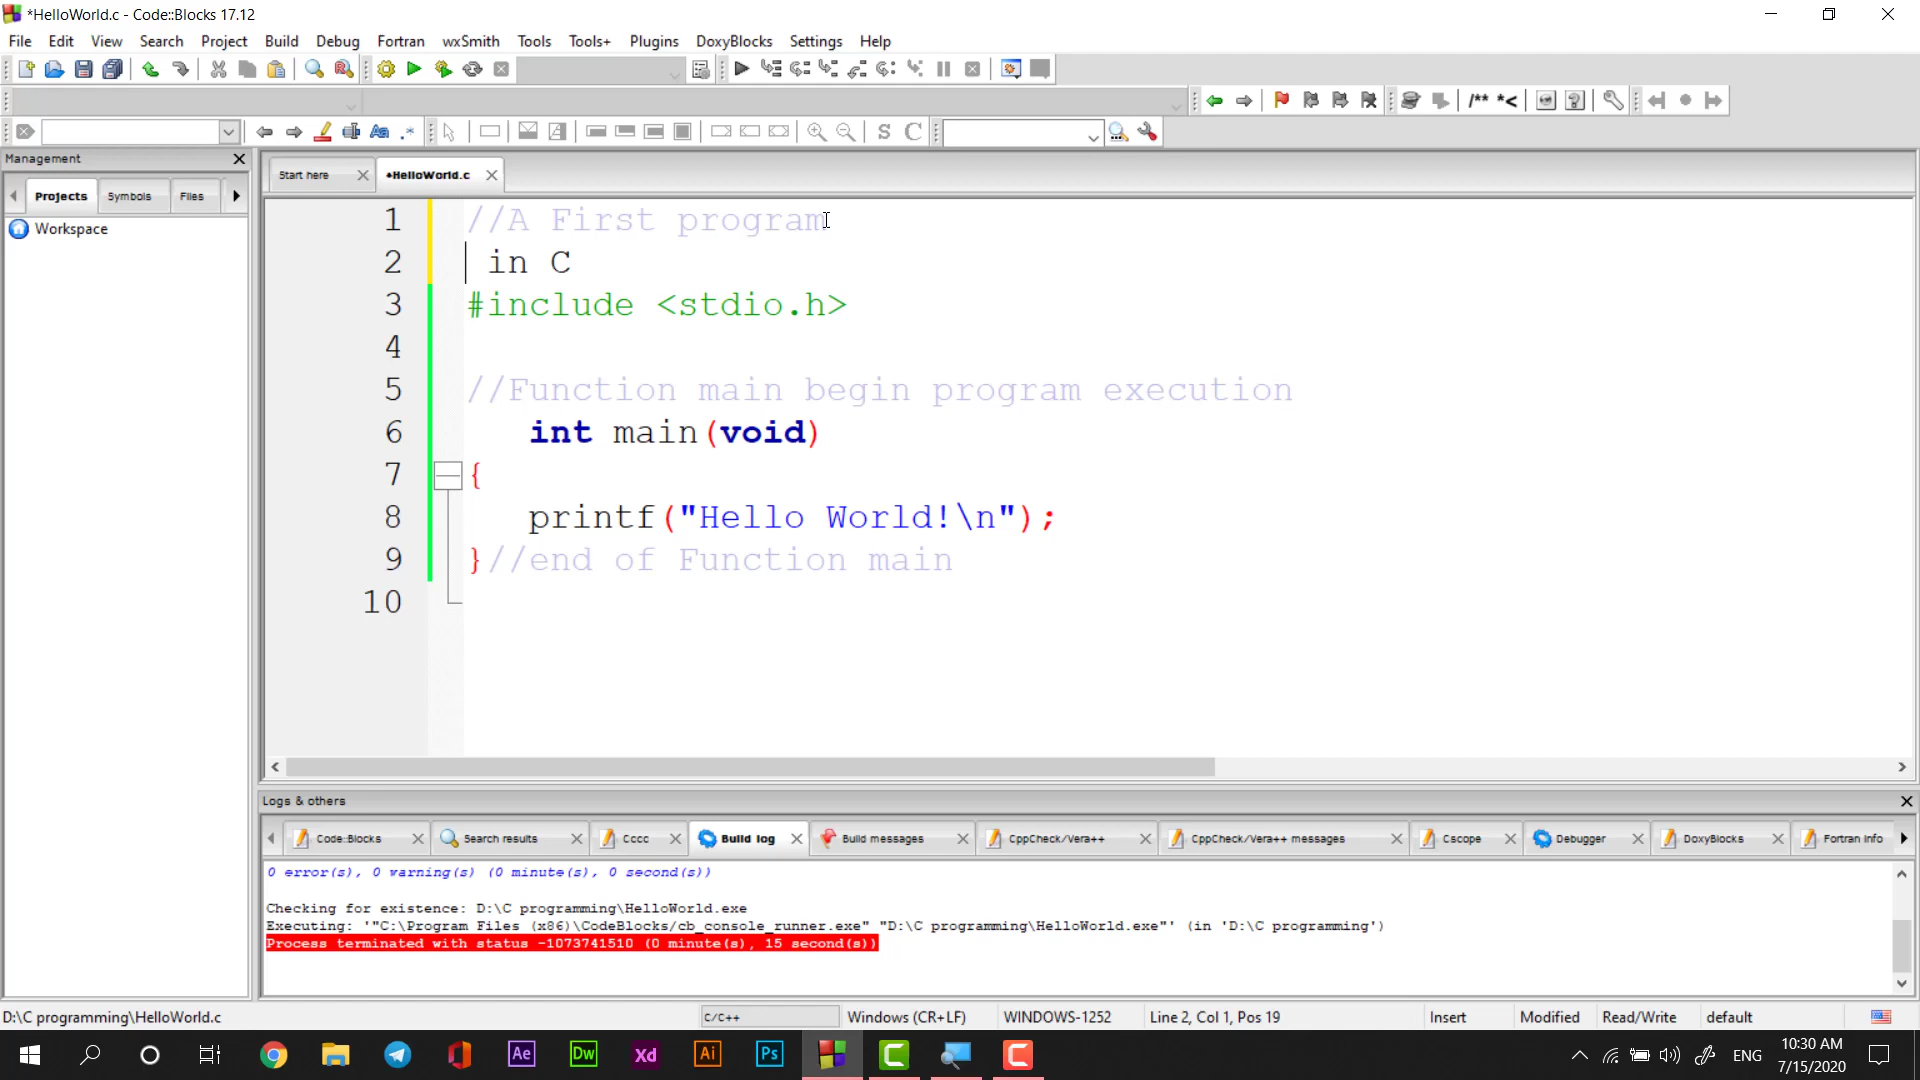 *HelloWorld.c - Code::Blocks 17.12
File Edit View Search Project Build Debug Fortran wxSmith Tools Tools+ Plugins DoxyBlocks Settings Help
/** *<
S C
Management
Start here *HelloWorld.c
Projects Symbols Files
Workspace
1 //A First program
2 in C
3 #include <stdio.h>
4
5 //Function main begin program execution
6 int main(void)
7 {
8 printf("Hello World!\n");
9 }//end of Function main
10
Logs & others
Code::Blocks Search results Cccc Build log Build messages CppCheck/Vera++ CppCheck/Vera++ messages Cscope Debugger DoxyBlocks Fortran info
0 error(s), 0 warning(s) (0 minute(s), 0 second(s))
Checking for existence: D:\C programming\HelloWorld.exe
Executing: '"C:\Program Files (x86)\CodeBlocks/cb_console_runner.exe" "D:\C programming\HelloWorld.exe"' (in 'D:\C programming')
Process terminated with status -1073741510 (0 minute(s), 15 second(s))
D:\C programming\HelloWorld.c C/C++ Windows (CR+LF) WINDOWS-1252 Line 2, Col 1, Pos 19 Insert Modified Read/Write default
Ae Dw Xd Ai Ps ENG 10:30 AM
7/15/2020